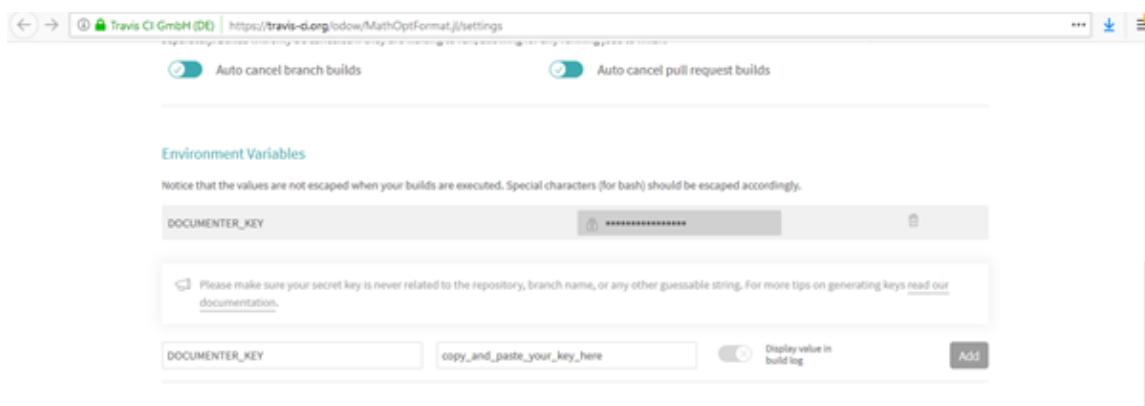 Travis CI GmbH (DE) https://travis-ci.org/odow/MathOptFormat.jl/settings
Auto cancel branch builds Auto cancel pull request builds
Environment Variables
Notice that the values are not escaped when your builds are executed. Special characters (for bash) should be escaped accordingly.
DOCUMENTER_KEY ••••••••••••••••
Please make sure your secret key is never related to the repository, branch name, or any other guessable string. For more tips on generating keys read our
documentation.
DOCUMENTER_KEY copy_and_paste_your_key_here Display value in
build log Add